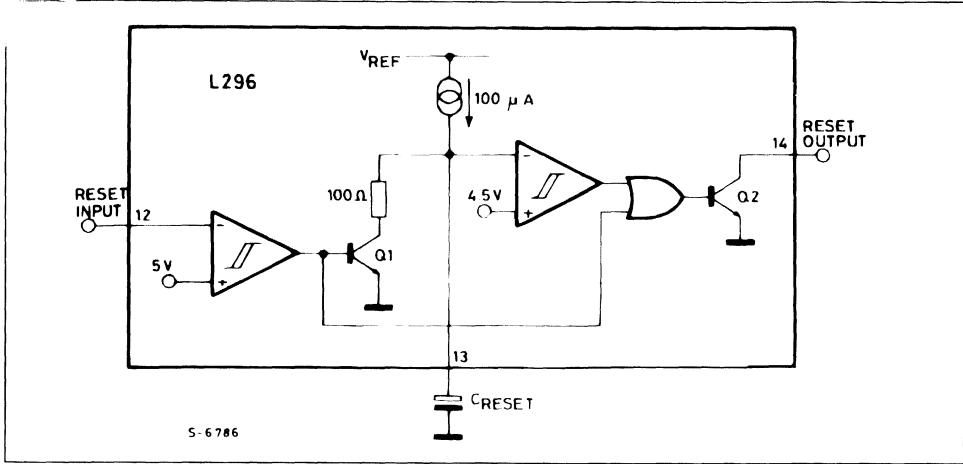 L296
VREF
100 μA
RESET
OUTPUT
14
100Ω
RESET
INPUT
12
-
+
5V
Q1
-
4.5V
+
Q2
13
CRESET
S-6786